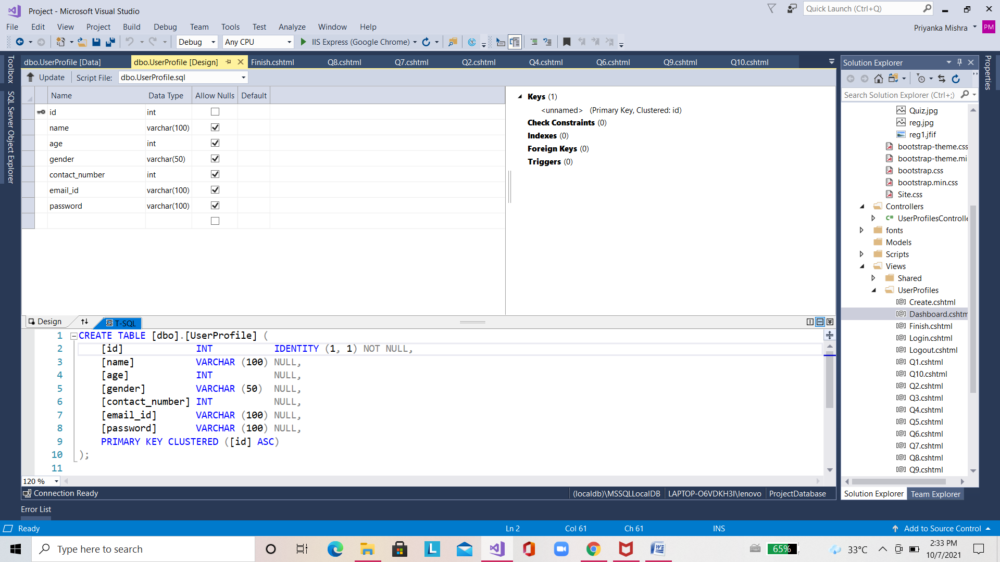 Project - Microsoft Visual Studio
Quick Launch (Ctrl+Q)
File Edit View Project Build Debug Team Tools Test Analyze Window Help
Priyanka Mishra PM
Debug Any CPU IIS Express (Google Chrome)
dbo.UserProfile [Data] dbo.UserProfile [Design] Finish.cshtml Q8.cshtml Q7.cshtml Q2.cshtml Q4.cshtml Q6.cshtml Q9.cshtml Q10.cshtml
Toolbox
SQL Server Object Explorer
Update Script File: dbo.UserProfile.sql
Name Data Type Allow Nulls Default
id int
name varchar(100)
age int
gender varchar(50)
contact_number int
email_id varchar(100)
password varchar(100)
Keys (1)
<unnamed> (Primary Key, Clustered: id)
Check Constraints (0)
Indexes (0)
Foreign Keys (0)
Triggers (0)
Design T-SQL
1 CREATE TABLE [dbo].[UserProfile] (
2 [id] INT IDENTITY (1, 1) NOT NULL,
3 [name] VARCHAR (100) NULL,
4 [age] INT NULL,
5 [gender] VARCHAR (50) NULL,
6 [contact_number] INT NULL,
7 [email_id] VARCHAR (100) NULL,
8 [password] VARCHAR (100) NULL,
9 PRIMARY KEY CLUSTERED ([id] ASC)
10 );
11
120 %
Connection Ready (localdb)\MSSQLLocalDB LAPTOP-O6VDKH3I\lenovo ProjectDatabase
Error List
Solution Explorer
Properties
Search Solution Explorer (Ctrl+;)
Quiz.jpg
reg.jpg
reg1.jfif
bootstrap-theme.css
bootstrap-theme.mi
bootstrap.css
bootstrap.min.css
Site.css
Controllers
C# UserProfilesControlle
fonts
Models
Scripts
Views
Shared
UserProfiles
[@] Create.cshtml
[@] Dashboard.cshtm
[@] Finish.cshtml
[@] Login.cshtml
[@] Logout.cshtml
[@] Q1.cshtml
[@] Q10.cshtml
[@] Q2.cshtml
[@] Q3.cshtml
[@] Q4.cshtml
[@] Q5.cshtml
[@] Q6.cshtml
[@] Q7.cshtml
[@] Q8.cshtml
[@] Q9.cshtml
Solution Explorer Team Explorer
Ready Ln 2 Col 61 Ch 61 INS Add to Source Control
Type here to search
L
65%
33°C
2:33 PM
10/7/2021